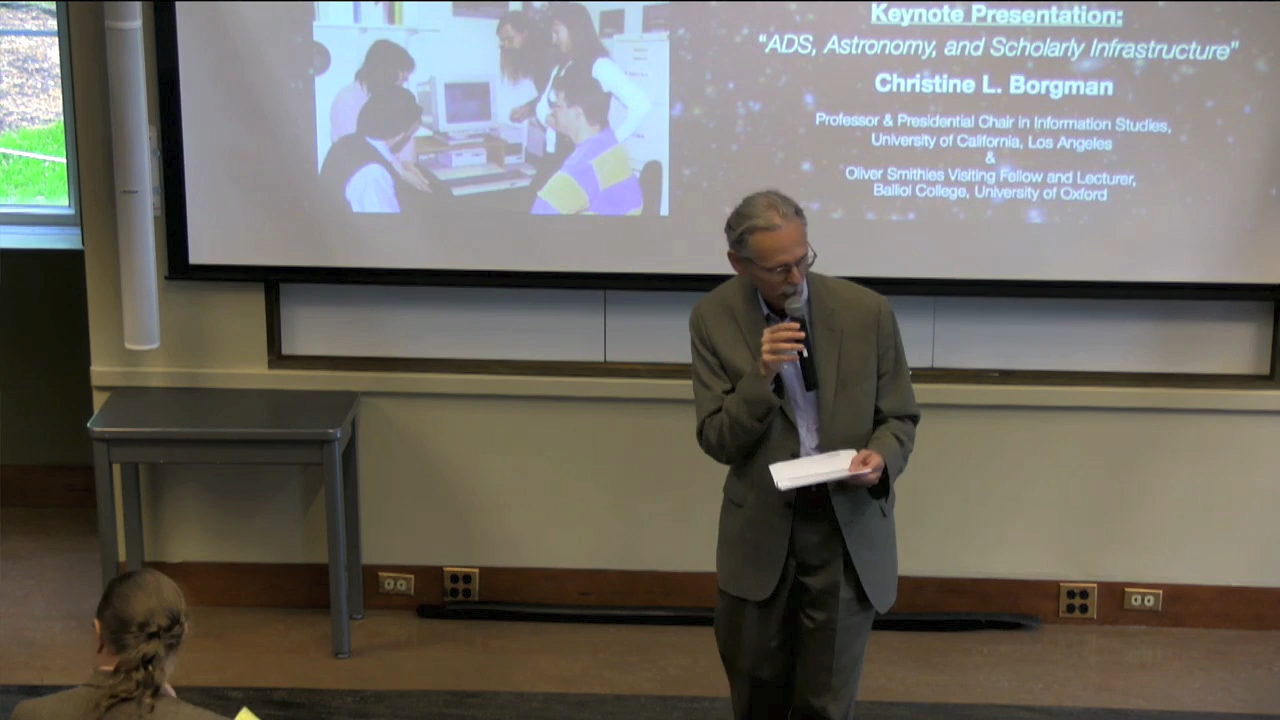 Keynote Presentation:
“ADS, Astronomy, and Scholarly Infrastructure”
Christine L. Borgman
Professor & Presidential Chair in Information Studies,
University of California, Los Angeles
&
Oliver Smithies Visiting Fellow and Lecturer,
Balliol College, University of Oxford